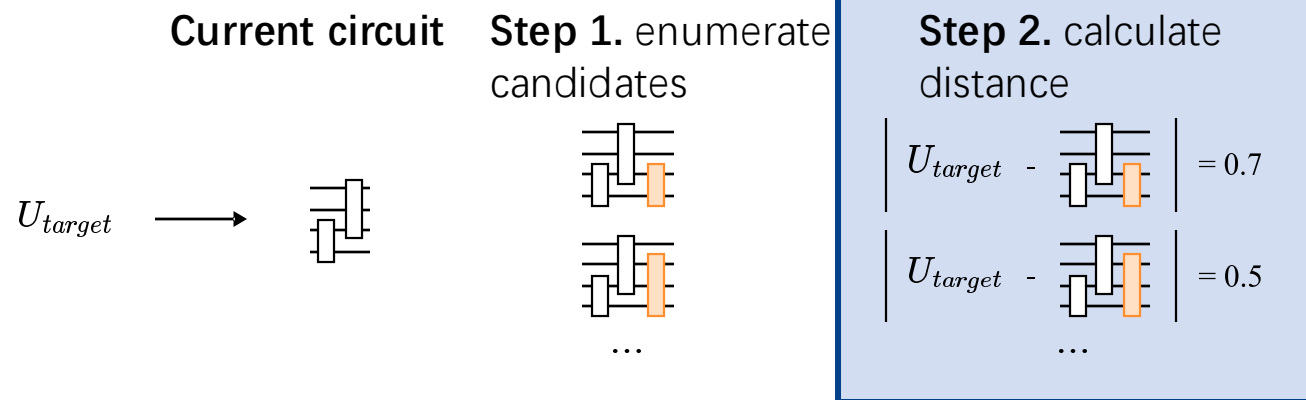 Current circuit
Step 1. enumerate
candidates
Step 2. calculate
distance
U_target
| U_target - | = 0.7
| U_target - | = 0.5
...
...